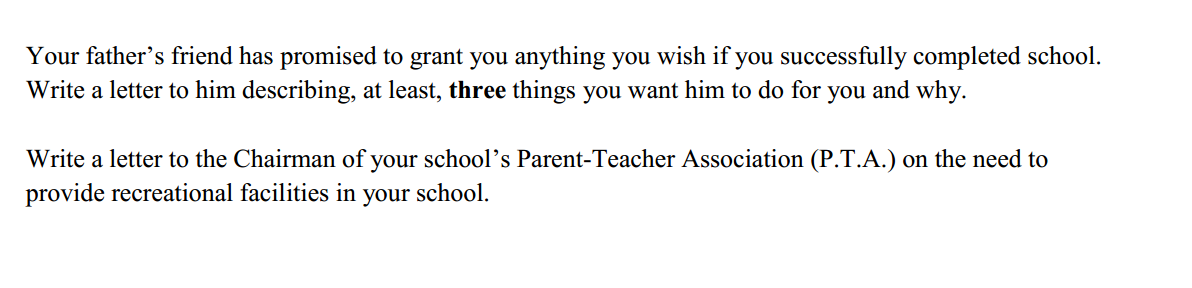 Your father’s friend has promised to grant you anything you wish if you successfully completed school.
Write a letter to him describing, at least, three things you want him to do for you and why.
Write a letter to the Chairman of your school’s Parent-Teacher Association (P.T.A.) on the need to
provide recreational facilities in your school.